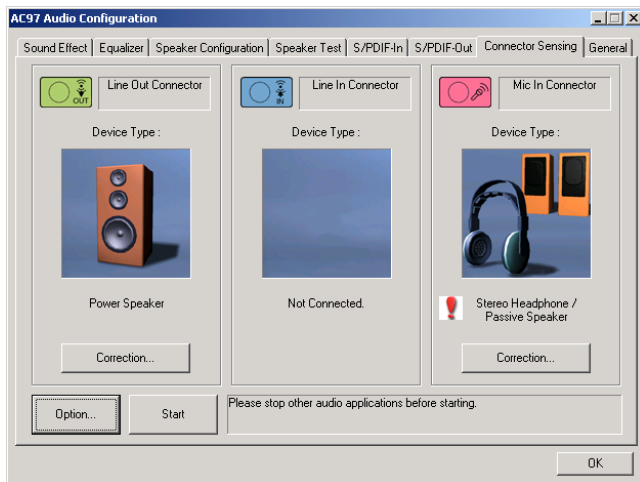 AC97 Audio Configuration
Sound Effect
Equalizer
Speaker Configuration
Speaker Test
S/PDIF-In
S/PDIF-Out
Connector Sensing
General
OUT
Line Out Connector
Device Type :
Power Speaker
Correction...
IN
Line In Connector
Device Type :
Not Connected.
Mic In Connector
Device Type :
Stereo Headphone /
Passive Speaker
Correction...
Option...
Start
Please stop other audio applications before starting.
OK